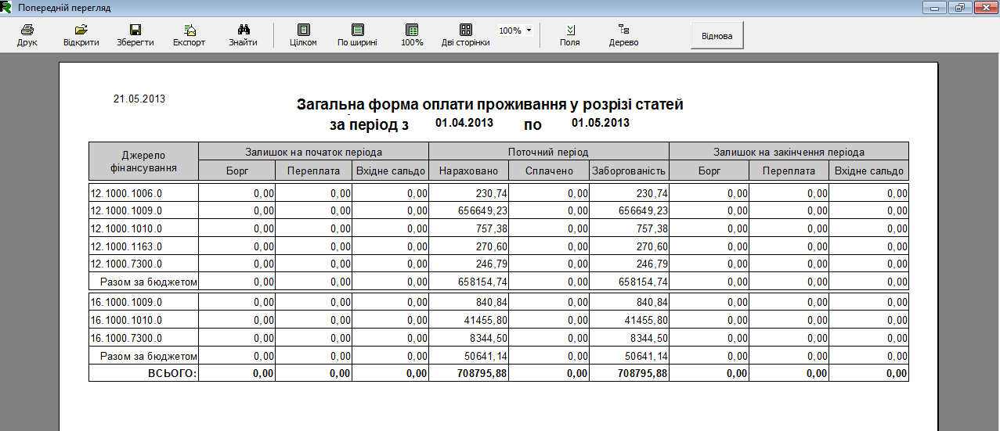 Попередній перегляд
Друк Відкрити Зберегти Експорт Знайти Цілком По ширині 100% Дві сторінки 100% Поля Дерево Відмова
21.05.2013
Загальна форма оплати проживання у розрізі статей
за період з 01.04.2013 по 01.05.2013
Джерело фінансування Залишок на початок періода Поточний період Залишок на закінчення періода
Борг Переплата Вхідне сальдо Нараховано Сплачено Заборгованість Борг Переплата Вхідне сальдо
12.1000.1006.0 0,00 0,00 0,00 230,74 0,00 230,74 0,00 0,00 0,00
12.1000.1009.0 0,00 0,00 0,00 656649,23 0,00 656649,23 0,00 0,00 0,00
12.1000.1010.0 0,00 0,00 0,00 757,38 0,00 757,38 0,00 0,00 0,00
12.1000.1163.0 0,00 0,00 0,00 270,60 0,00 270,60 0,00 0,00 0,00
12.1000.7300.0 0,00 0,00 0,00 246,79 0,00 246,79 0,00 0,00 0,00
Разом за бюджетом 0,00 0,00 0,00 658154,74 0,00 658154,74 0,00 0,00 0,00
16.1000.1009.0 0,00 0,00 0,00 840,84 0,00 840,84 0,00 0,00 0,00
16.1000.1010.0 0,00 0,00 0,00 41455,80 0,00 41455,80 0,00 0,00 0,00
16.1000.7300.0 0,00 0,00 0,00 8344,50 0,00 8344,50 0,00 0,00 0,00
Разом за бюджетом 0,00 0,00 0,00 50641,14 0,00 50641,14 0,00 0,00 0,00
ВСЬОГО: 0,00 0,00 0,00 708795,88 0,00 708795,88 0,00 0,00 0,00